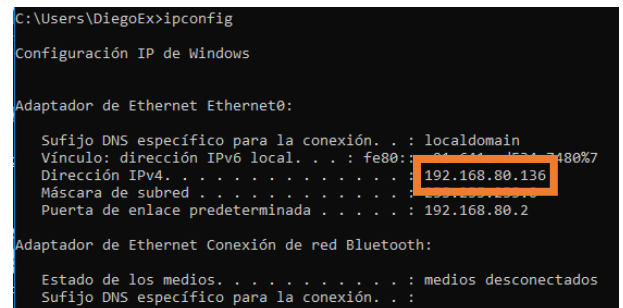 C:\Users\DiegoEx>ipconfig
Configuración IP de Windows
Adaptador de Ethernet Ethernet0:
Sufijo DNS específico para la conexión. . : localdomain
Vínculo: dirección IPv6 local. . . : fe80::
Dirección IPv4. . . . . . . . . . . . . . : 192.168.80.136
Máscara de subred . . . . . . . . . . . . :
Puerta de enlace predeterminada . . . . . : 192.168.80.2
Adaptador de Ethernet Conexión de red Bluetooth:
Estado de los medios. . . . . . . . . . . : medios desconectados
Sufijo DNS específico para la conexión. . :